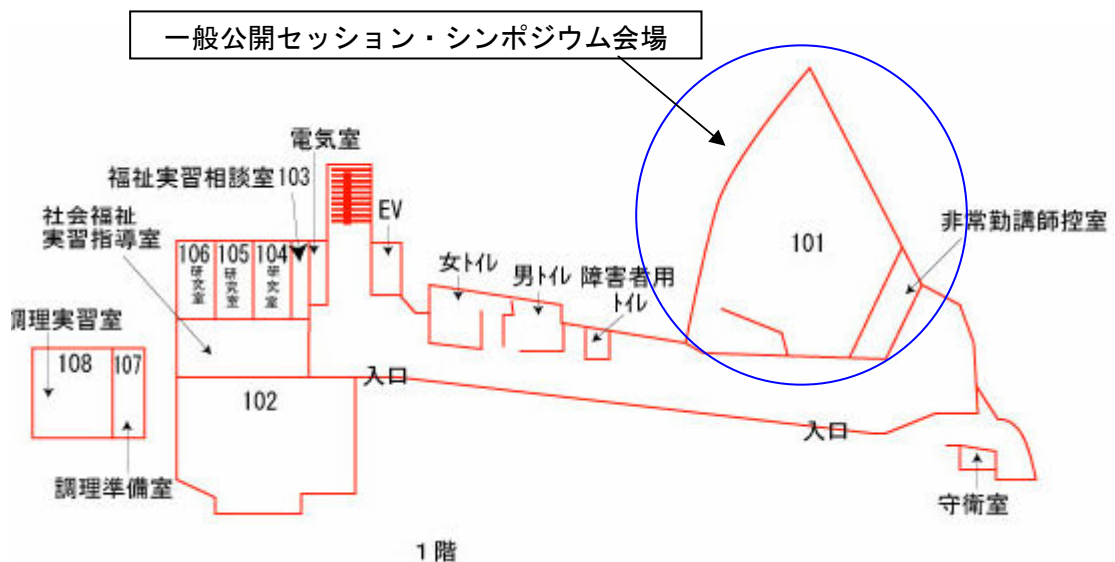 一般公開セッション・シンポジウム会場
電気室
福祉実習相談室103
社会福祉
実習指導室
EV
106
研究室
105
研究室
104
研究室
女ﾄｲﾚ
男ﾄｲﾚ
障害者用
ﾄｲﾚ
101
非常勤講師控室
調理実習室
108
107
102
入口
入口
調理準備室
守衛室
1階